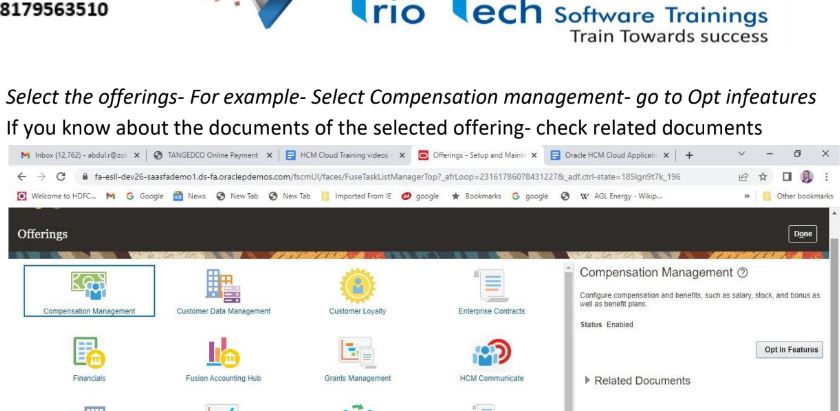 8179563510
Trio Tech Software Trainings
Train Towards success
Select the offerings- For example- Select Compensation management- go to Opt infeatures
If you know about the documents of the selected offering- check related documents
Inbox (12,762) - abdul.r@zoh
TANGEDCO Online Payment
HCM Cloud Training videos -
Offerings - Setup and Mainte
Oracle HCM Cloud Applicatio
fa-esll-dev26-saasfademo1.ds-fa.oraclepdemos.com/fscmUI/faces/FuseTaskListManagerTop?_afrLoop=23161786078431227&_adf.ctrl-state=185lgn9t7k_196
Welcome to HDFC... Google News New Tab New Tab Imported From IE google Bookmarks google AGL Energy - Wikip... » Other bookmarks
Offerings
Done
Compensation Management
Customer Data Management
Customer Loyalty
Enterprise Contracts
Compensation Management
Configure compensation and benefits, such as salary, stock, and bonus as
well as benefit plans.
Status Enabled
Opt In Features
Financials
Fusion Accounting Hub
Grants Management
HCM Communicate
Related Documents